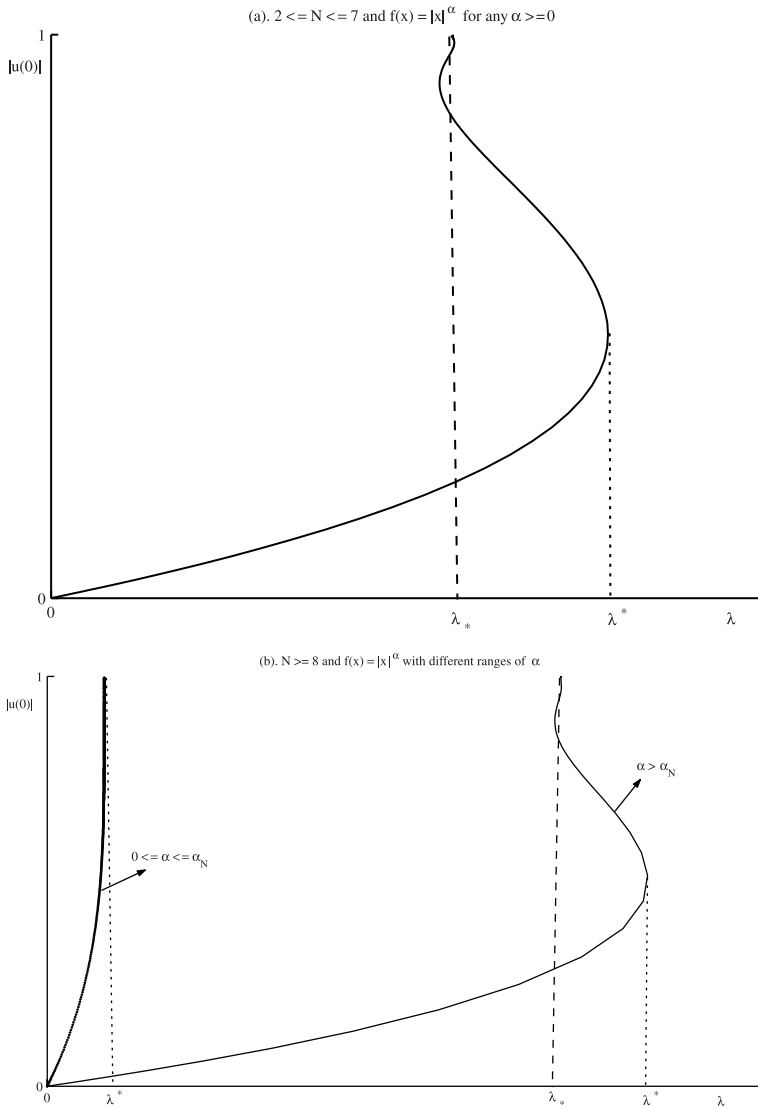 (a). 2 <= N <= 7 and f(x) = |x|^α for any α >= 0
1
|u(0)|
0
0
λ_*
λ^*
λ
(b). N >= 8 and f(x) = |x|^α with different ranges of α
1
|u(0)|
α > α_N
0 <= α <= α_N
0
0
λ^*
λ_*
λ^*
λ